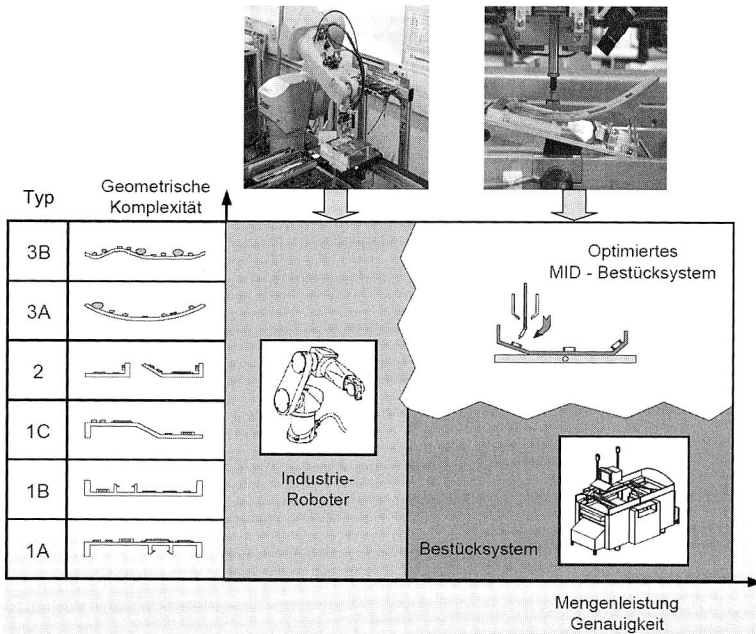 Typ
Geometrische
Komplexität
3B
3A
2
1C
1B
1A
Optimiertes
MID - Bestücksystem
Industrie-
Roboter
Bestücksystem
Mengenleistung
Genauigkeit